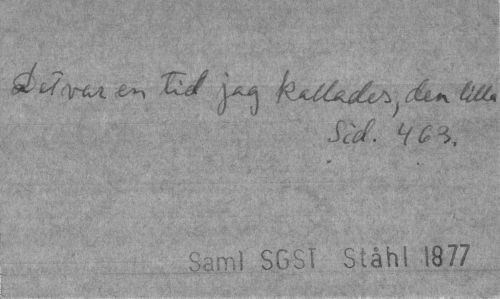 Det var en tid jag kallades, den lilla
Sid. 463.
Saml SGST Ståhl 1877